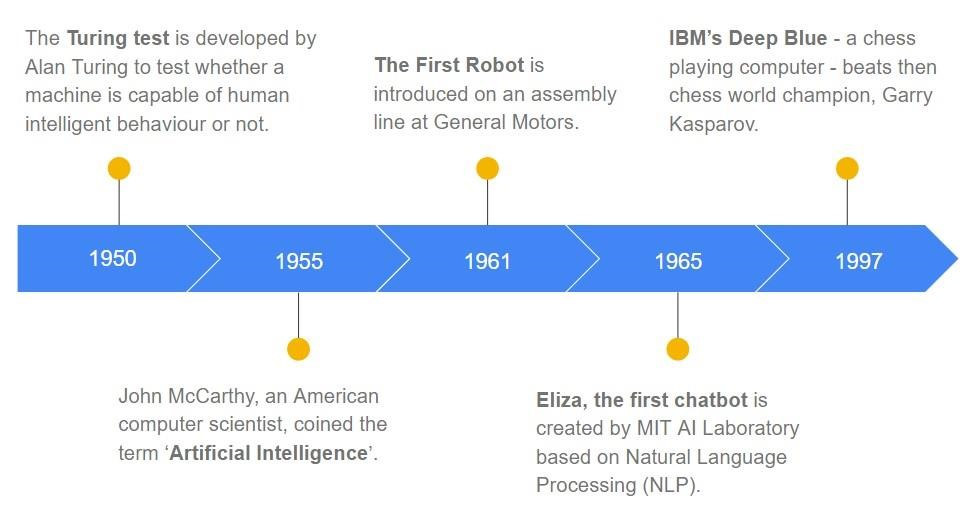 The Turing test is developed by
Alan Turing to test whether a
machine is capable of human
intelligent behaviour or not.
The First Robot is
introduced on an assembly
line at General Motors.
IBM's Deep Blue - a chess
playing computer - beats then
chess world champion, Garry
Kasparov.
1950
1955
1961
1965
1997
John McCarthy, an American
computer scientist, coined the
term ‘Artificial Intelligence’.
Eliza, the first chatbot is
created by MIT AI Laboratory
based on Natural Language
Processing (NLP).